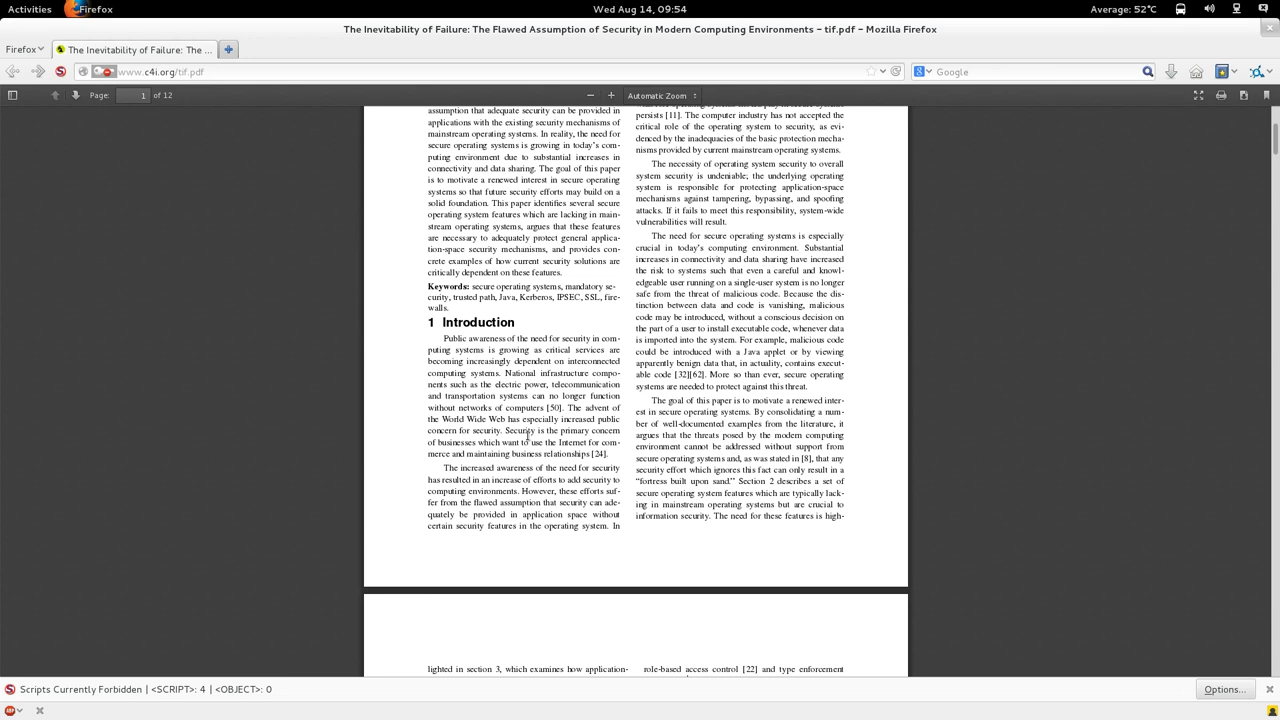 Activities Firefox Wed Aug 14, 09:54 Average: 52°C
The Inevitability of Failure: The Flawed Assumption of Security in Modern Computing Environments – tif.pdf – Mozilla Firefox
Firefox The Inevitability of Failure: The ...
www.c4i.org/tif.pdf Google
Page: 1 of 12 Automatic Zoom
assumption that adequate security can be provided in
applications with the existing security mechanisms of
mainstream operating systems. In reality, the need for
secure operating systems is growing in today's com-
puting environment due to substantial increases in
connectivity and data sharing. The goal of this paper
is to motivate a renewed interest in secure operating
systems so that future security efforts may build on a
solid foundation. This paper identifies several secure
operating system features which are lacking in main-
stream operating systems, argues that these features
are necessary to adequately protect general applica-
tion-space security mechanisms, and provides con-
crete examples of how current security solutions are
critically dependent on these features.
Keywords: secure operating systems, mandatory se-
curity, trusted path, Java, Kerberos, IPSEC, SSL, fire-
walls.
1 Introduction
Public awareness of the need for security in com-
puting systems is growing as critical services are
becoming increasingly dependent on interconnected
computing systems. National infrastructure compo-
nents such as the electric power, telecommunication
and transportation systems can no longer function
without networks of computers [50]. The advent of
the World Wide Web has especially increased public
concern for security. Security is the primary concern
of businesses which want to use the Internet for com-
merce and maintaining business relationships [24].
The increased awareness of the need for security
has resulted in an increase of efforts to add security to
computing environments. However, these efforts suf-
fer from the flawed assumption that security can ade-
quately be provided in application space without
certain security features in the operating system. In
persists [11]. The computer industry has not accepted the
critical role of the operating system to security, as evi-
denced by the inadequacies of the basic protection mecha-
nisms provided by current mainstream operating systems.
The necessity of operating system security to overall
system security is undeniable; the underlying operating
system is responsible for protecting application-space
mechanisms against tampering, bypassing, and spoofing
attacks. If it fails to meet this responsibility, system-wide
vulnerabilities will result.
The need for secure operating systems is especially
crucial in today's computing environment. Substantial
increases in connectivity and data sharing have increased
the risk to systems such that even a careful and knowl-
edgeable user running on a single-user system is no longer
safe from the threat of malicious code. Because the dis-
tinction between data and code is vanishing, malicious
code may be introduced, without a conscious decision on
the part of a user to install executable code, whenever data
is imported into the system. For example, malicious code
could be introduced with a Java applet or by viewing
apparently benign data that, in actuality, contains execut-
able code [32][62]. More so than ever, secure operating
systems are needed to protect against this threat.
The goal of this paper is to motivate a renewed inter-
est in secure operating systems. By consolidating a num-
ber of well-documented examples from the literature, it
argues that the threats posed by the modern computing
environment cannot be addressed without support from
secure operating systems and, as was stated in [8], that any
security effort which ignores this fact can only result in a
“fortress built upon sand.” Section 2 describes a set of
secure operating system features which are typically lack-
ing in mainstream operating systems but are crucial to
information security. The need for these features is high-
lighted in section 3, which examines how application-
role-based access control [22] and type enforcement
Scripts Currently Forbidden | <SCRIPT>: 4 | <OBJECT>: 0 Options...